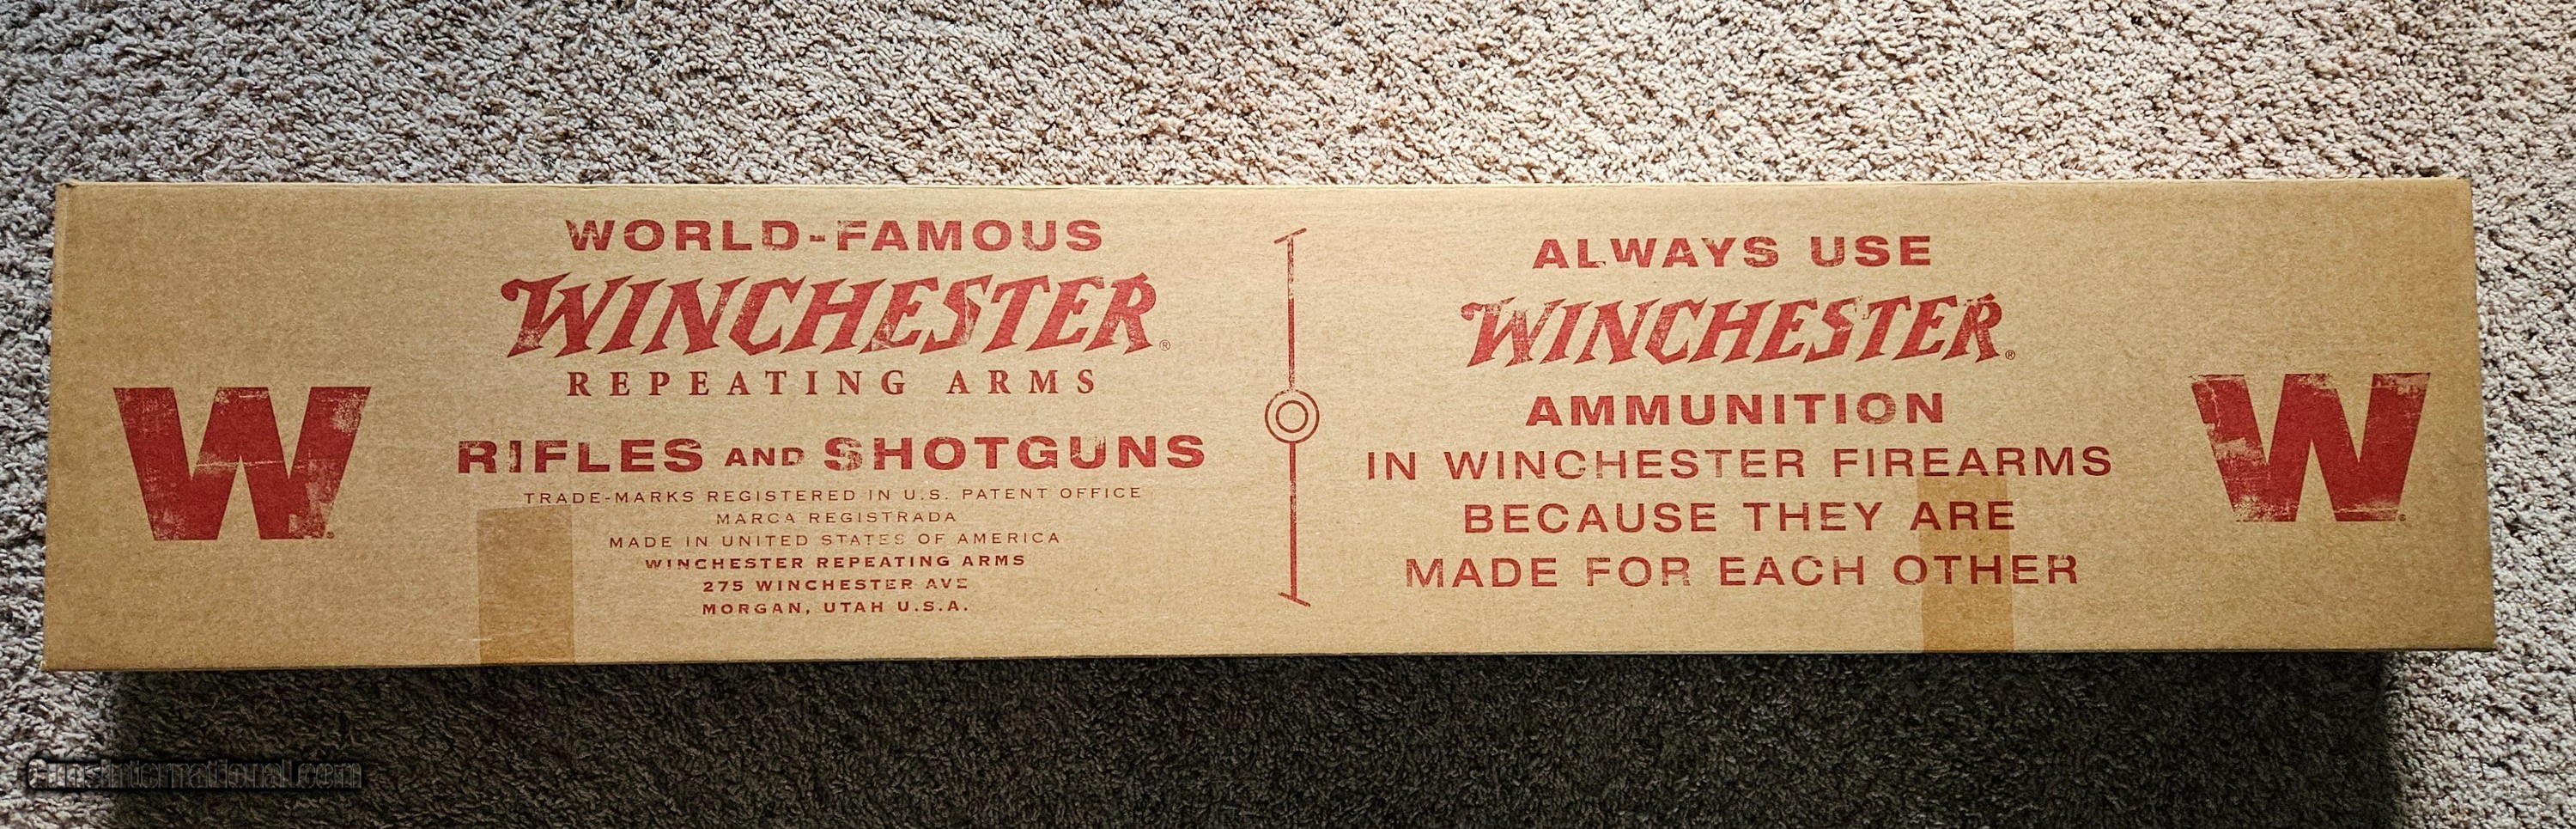 WORLD-FAMOUS
WINCHESTER®
REPEATING ARMS
RIFLES AND SHOTGUNS
TRADE-MARKS REGISTERED IN U.S. PATENT OFFICE
MARCA REGISTRADA
MADE IN UNITED STATES OF AMERICA
WINCHESTER REPEATING ARMS
275 WINCHESTER AVE
MORGAN, UTAH U.S.A.
W®
ALWAYS USE
WINCHESTER®
AMMUNITION
IN WINCHESTER FIREARMS
BECAUSE THEY ARE
MADE FOR EACH OTHER
W®
GunsInternational.com